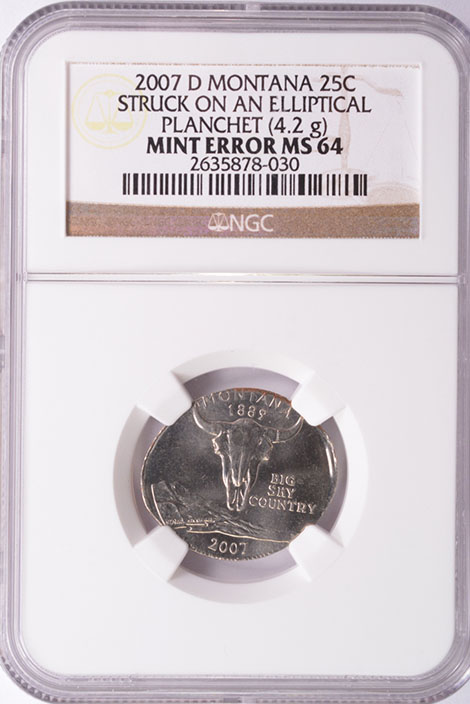 2007 D MONTANA 25C
STRUCK ON AN ELLIPTICAL
PLANCHET (4.2 g)
MINT ERROR MS 64
2635878-030
NGC
MONTANA
1889
BIG
SKY
COUNTRY
2007